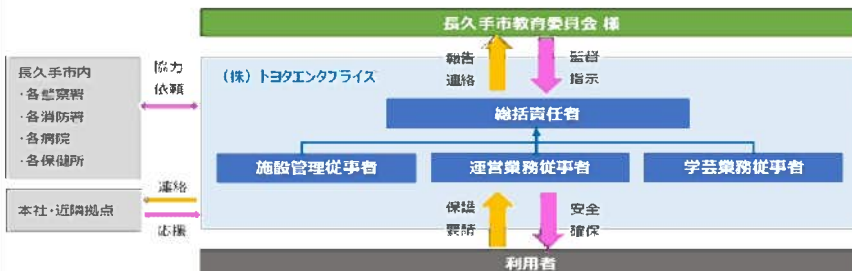 長久手市教育委員会 様
長久手市内
・各警察署
・各消防署
・各病院
・各保健所
協力
依頼
(株)トヨタエンタプライズ
報告
連絡
監督
指示
総括責任者
施設管理従事者
運営業務従事者
学芸業務従事者
連絡
本社・近隣拠点
応援
保護
要請
安全
確保
利用者